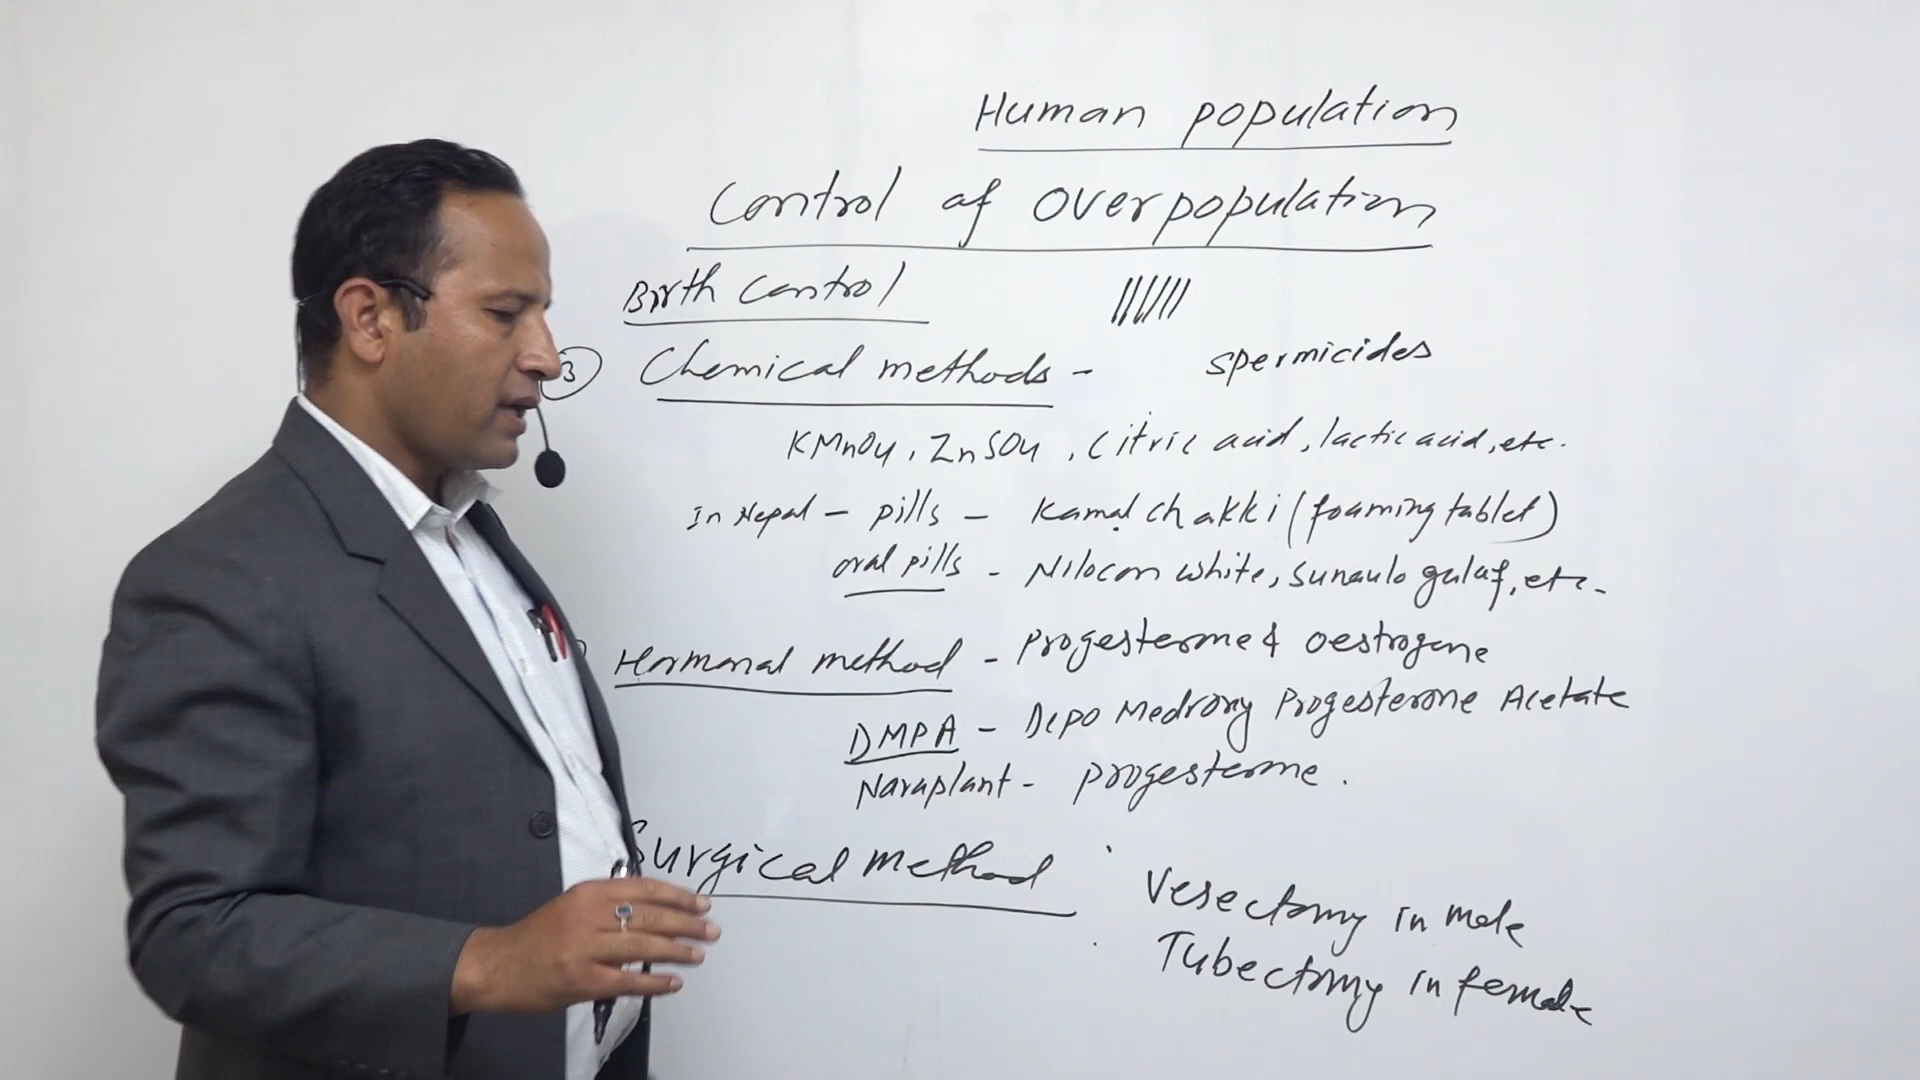 Human population
Control of overpopulation
Birth Control
3 Chemical methods - spermicides
KMnO4, ZnSO4, Citric acid, lactic acid, etc.
In Nepal - pills - Kamal chakki (foaming tablet)
oral pills - Nilocon white, sunaulo gulaf, etc.
Hormonal method - Progesterone & oestrogene
DMPA - Depo Medroxy Progesterone Acetate
Naraplant - progesterone.
Surgical method Vesectomy in male
Tubectomy in female